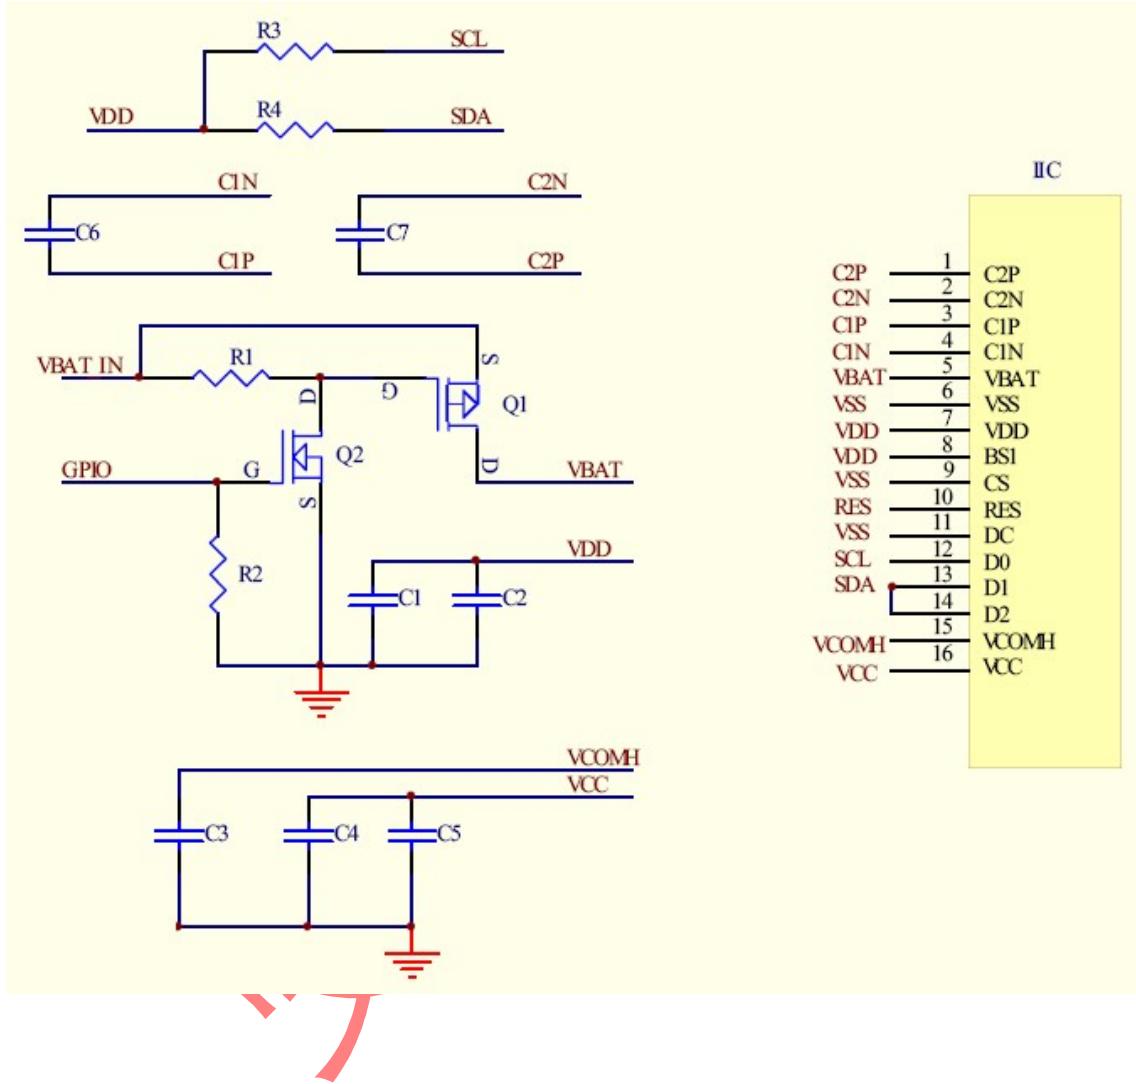 R3
SCL
VDD
R4
SDA
C1N
C6
C1P
C2N
C7
C2P
VBAT IN
R1
S
D
G
Q1
D
VBAT
GPIO
G
Q2
S
R2
VDD
C1
C2
VCOMH
VCC
C3
C4
C5
IIC
C2P 1 C2P
C2N 2 C2N
C1P 3 C1P
C1N 4 C1N
VBAT 5 VBAT
VSS 6 VSS
VDD 7 VDD
VDD 8 BS1
VSS 9 CS
RES 10 RES
VSS 11 DC
SCL 12 D0
SDA 13 D1
14 D2
VCOMH 15 VCOMH
VCC 16 VCC